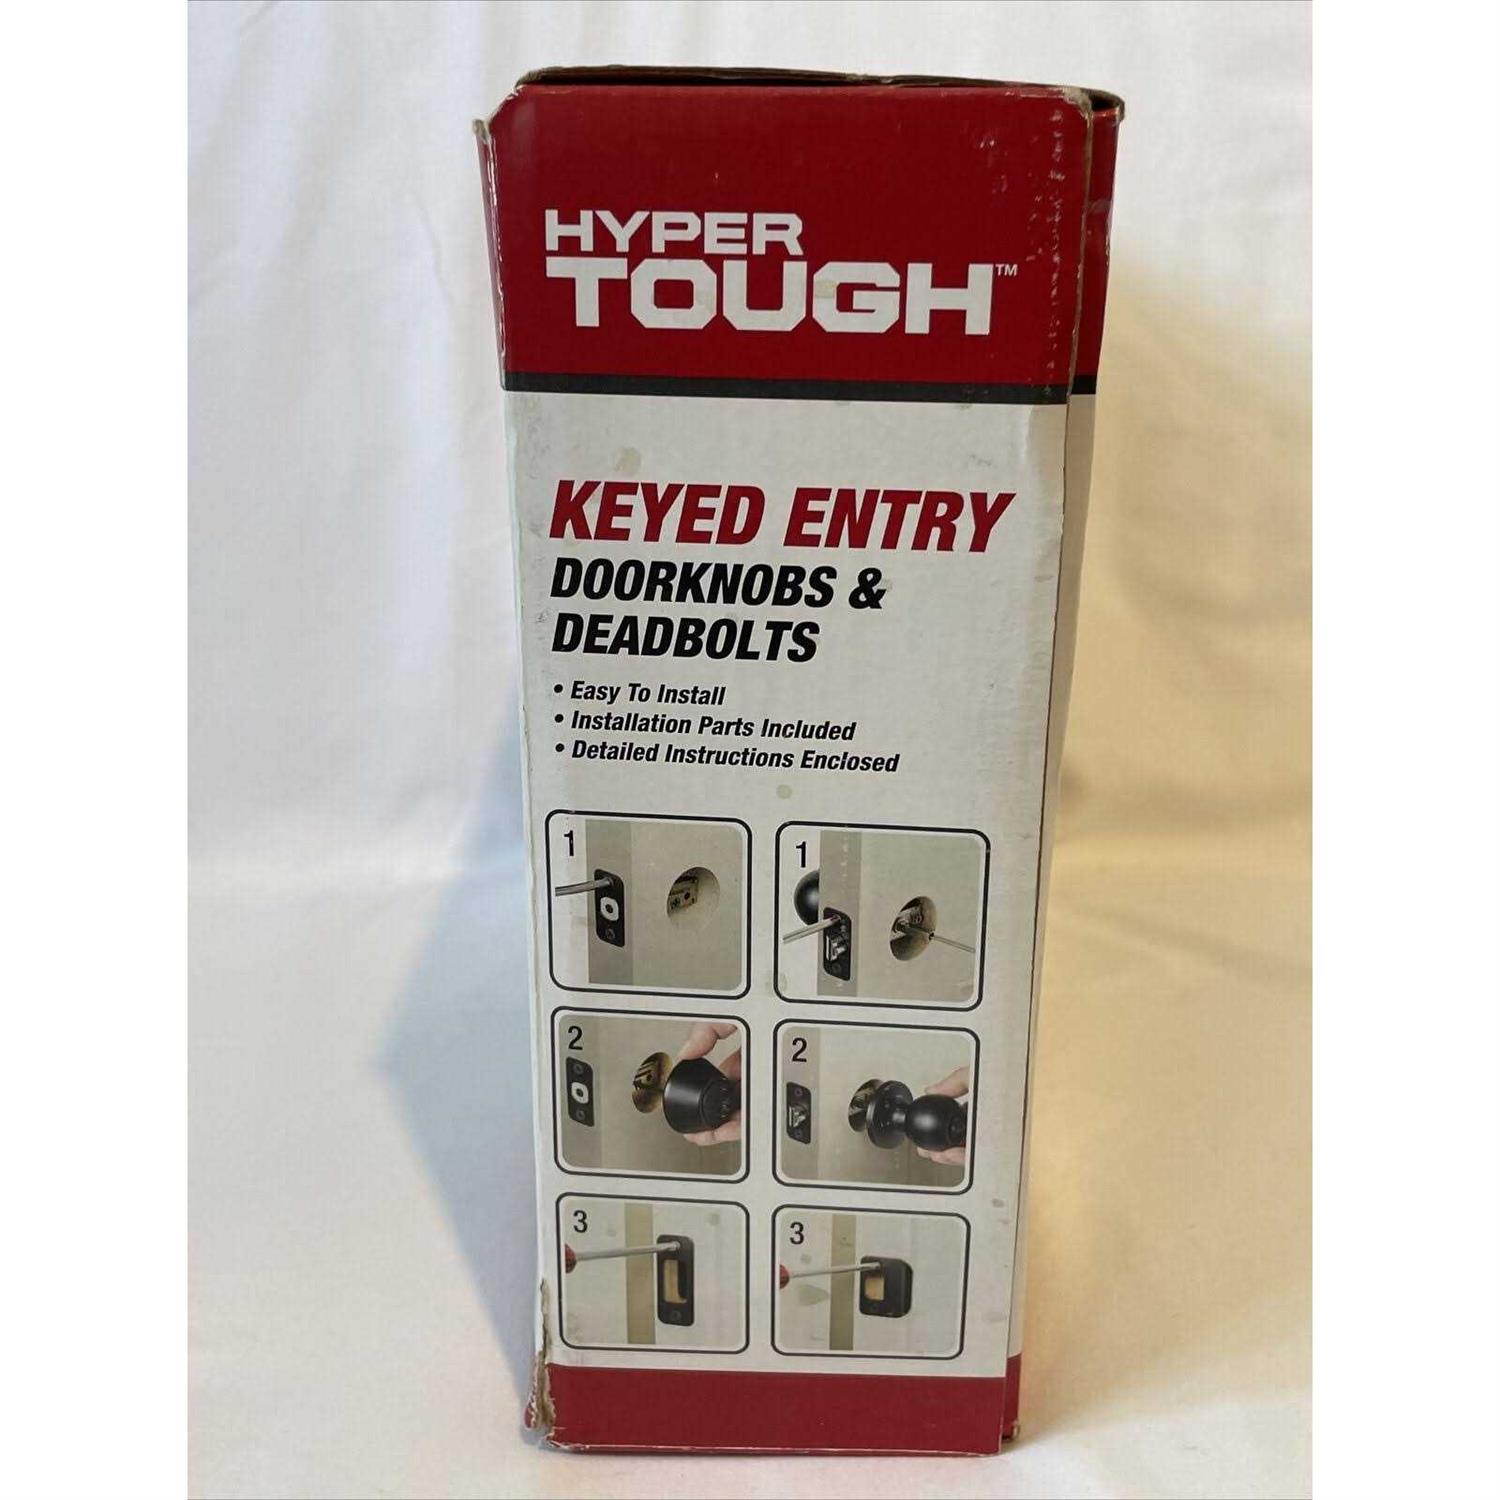 HYPER
TOUGH™
KEYED ENTRY
DOORKNOBS &
DEADBOLTS
• Easy To Install
• Installation Parts Included
• Detailed Instructions Enclosed
1
1
2
2
3
3